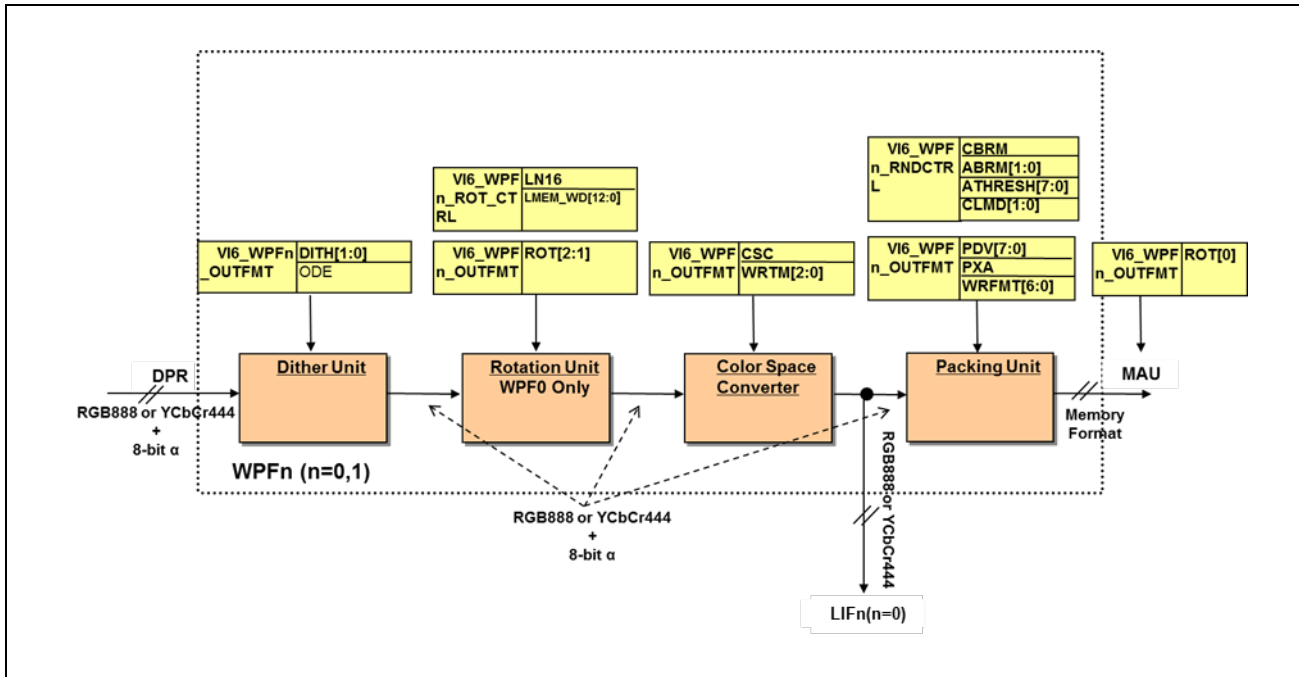 VI6_WPF
n_RNDCTR
L
CBRM
ABRM[1:0]
ATHRESH[7:0]
CLMD[1:0]
VI6_WPF
n_ROT_CT
RL
LN16
LMEM_WD[12:0]
VI6_WPFn
_OUTFMT
DITH[1:0]
ODE
VI6_WPF
n_OUTFMT
ROT[2:1]
VI6_WPF
n_OUTFMT
CSC
WRTM[2:0]
VI6_WPF
n_OUTFMT
PDV[7:0]
PXA
WRFMT[6:0]
VI6_WPF
n_OUTFMT
ROT[0]
DPR
RGB888 or YCbCr444
+
8-bit α
Dither Unit
Rotation Unit
WPF0 Only
Color Space
Converter
Packing Unit
MAU
Memory
Format
WPFn (n=0,1)
RGB888 or YCbCr444
+
8-bit α
RGB888 or YCbCr444
LIFn(n=0)